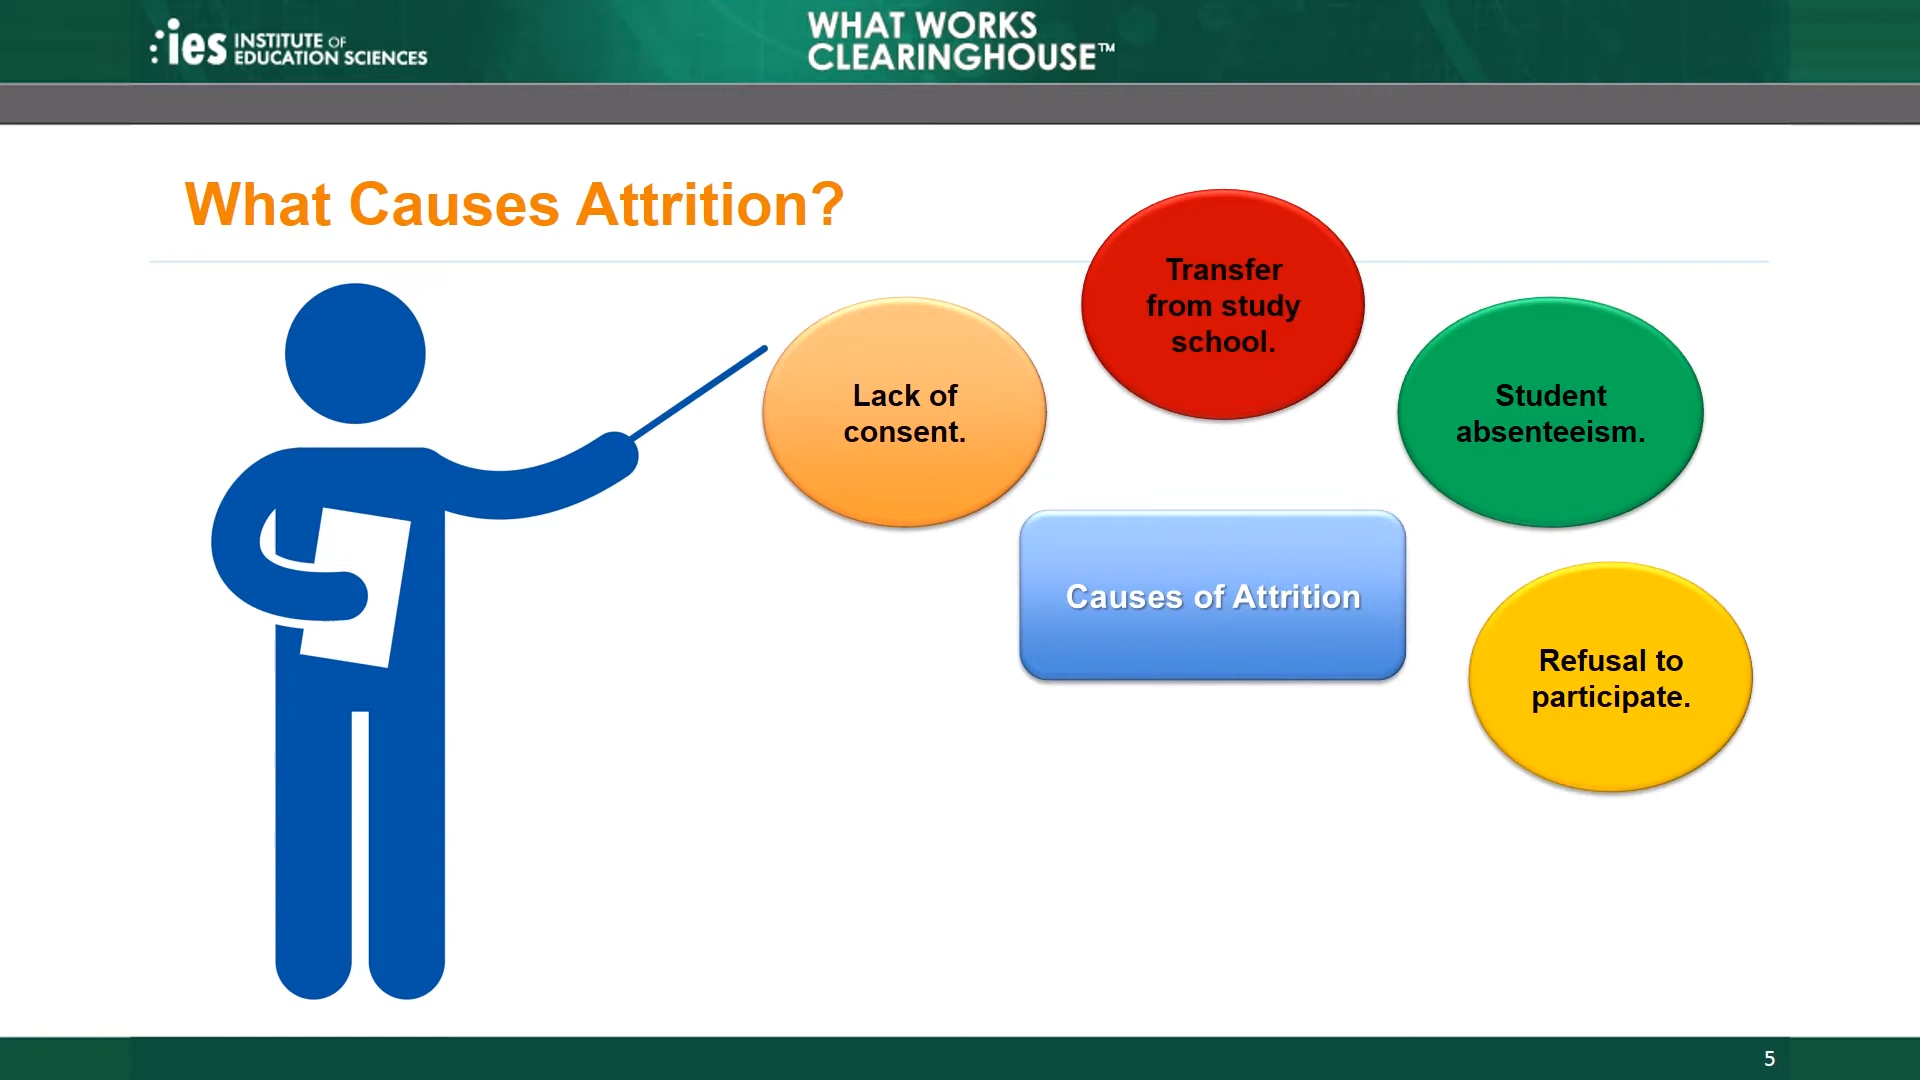 ies INSTITUTE OF
EDUCATION SCIENCES
WHAT WORKS
CLEARINGHOUSE™
What Causes Attrition?
Lack of
consent.
Transfer
from study
school.
Student
absenteeism.
Causes of Attrition
Refusal to
participate.
5